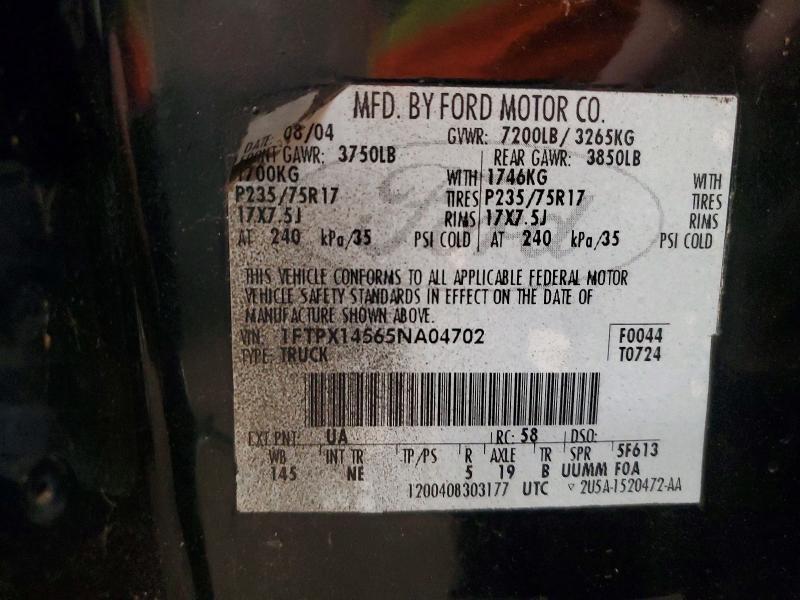 MFD. BY FORD MOTOR CO.
DATE: 08/04 GVWR: 7200LB / 3265KG
FRONT GAWR: 3750LB REAR GAWR: 3850LB
1700KG WITH 1746KG WITH
P235/75R17 TIRES P235/75R17 TIRES
17X7.5J RIMS 17X7.5J RIMS
AT 240 kPa/35 PSI COLD AT 240 kPa/35 PSI COLD
Ford
THIS VEHICLE CONFORMS TO ALL APPLICABLE FEDERAL MOTOR
VEHICLE SAFETY STANDARDS IN EFFECT ON THE DATE OF
MANUFACTURE SHOWN ABOVE.
VIN: 1FTPX14565NA04702 F0044
TYPE: TRUCK T0724
EXT PNT: UA RC: 58 DSO:
WB INT TR TP/PS R AXLE TR SPR 5F613
145 NE 5 19 B UUMM FOA
1200408303177 UTC ▽ 2U5A-1520472-AA